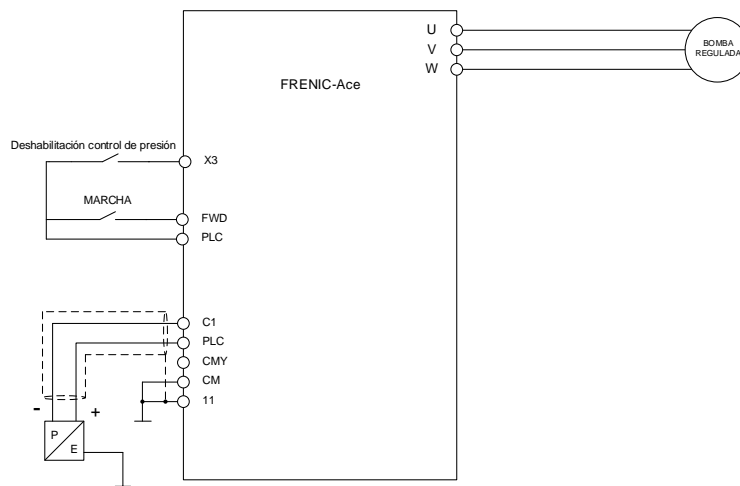 U
V
W
BOMBA
REGULADA
FRENIC-Ace
Deshabilitación control de presión
X3
MARCHA
FWD
PLC
C1
PLC
CMY
CM
11
- +
P
E